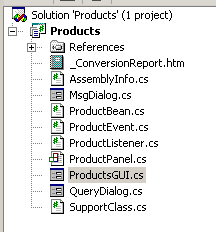 Solution 'Products' (1 project)
Products
References
_ConversionReport.htm
AssemblyInfo.cs
MsgDialog.cs
ProductBean.cs
ProductEvent.cs
ProductListener.cs
ProductPanel.cs
ProductsGUI.cs
QueryDialog.cs
SupportClass.cs